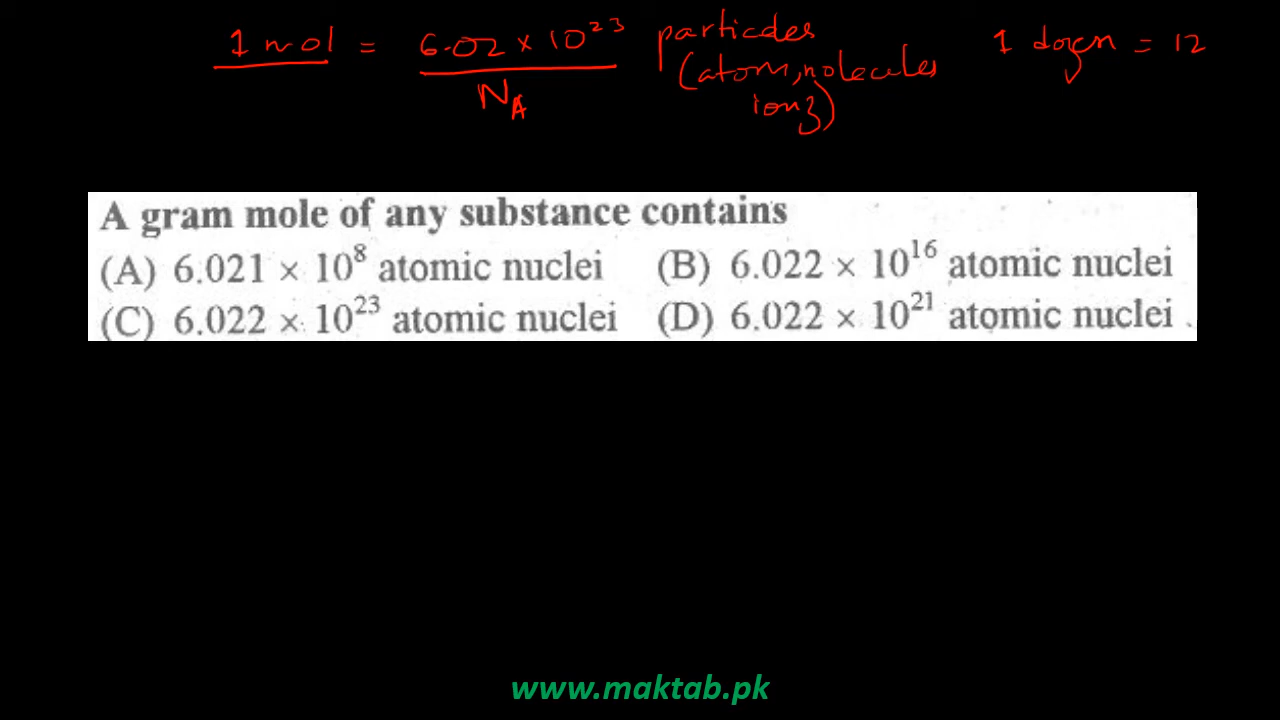 1 mol = 6.02 × 10²³ particles 1 dozen = 12
N_A (atom, molecules
ions)
A gram mole of any substance contains
(A) 6.021 × 10⁸ atomic nuclei (B) 6.022 × 10¹⁶ atomic nuclei
(C) 6.022 × 10²³ atomic nuclei (D) 6.022 × 10²¹ atomic nuclei
www.maktab.pk